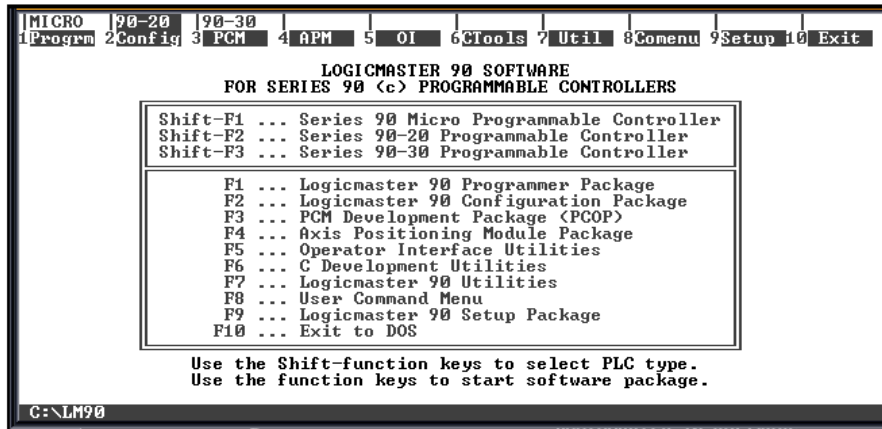 |MICRO |90-20 |90-30 | | | | | | |
1Progrm 2Config 3 PCM 4 APM 5 OI 6CTools 7 Util 8Comenu 9Setup 10 Exit
LOGICMASTER 90 SOFTWARE
FOR SERIES 90 (c) PROGRAMMABLE CONTROLLERS
Shift-F1 ... Series 90 Micro Programmable Controller
Shift-F2 ... Series 90-20 Programmable Controller
Shift-F3 ... Series 90-30 Programmable Controller
F1 ... Logicmaster 90 Programmer Package
F2 ... Logicmaster 90 Configuration Package
F3 ... PCM Development Package (PCOP)
F4 ... Axis Positioning Module Package
F5 ... Operator Interface Utilities
F6 ... C Development Utilities
F7 ... Logicmaster 90 Utilities
F8 ... User Command Menu
F9 ... Logicmaster 90 Setup Package
F10 ... Exit to DOS
Use the Shift-function keys to select PLC type.
Use the function keys to start software package.
C:\LM90